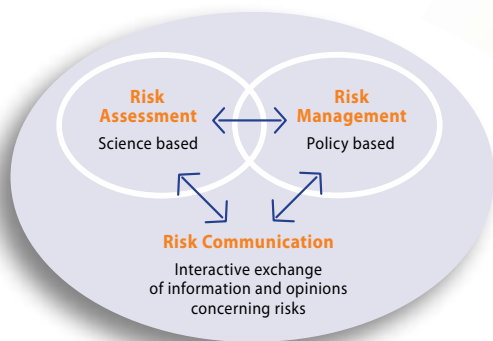 Risk
Assessment
Science based
Risk
Management
Policy based
Risk Communication
Interactive exchange
of information and opinions
concerning risks